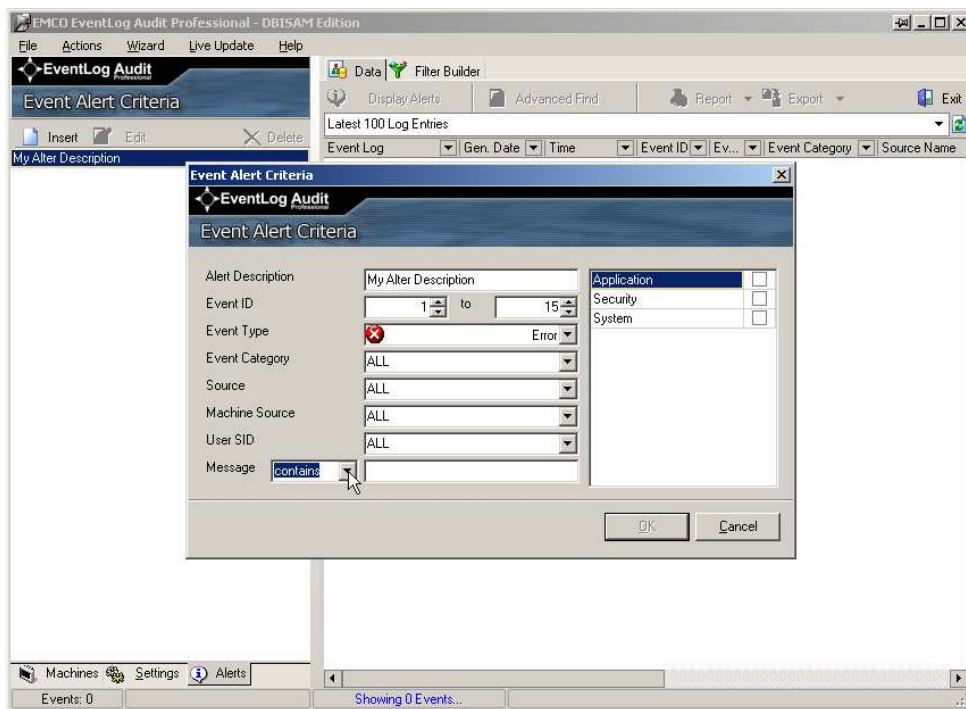 EMCO EventLog Audit Professional - DBISAM Edition
File Actions Wizard Live Update Help
EventLog Audit
Professional
Event Alert Criteria
Insert Edit Delete
My Alter Description
Data Filter Builder
Display Alerts Advanced Find Report Export Exit
Latest 100 Log Entries
Event Log Gen. Date Time Event ID Ev... Event Category Source Name
Event Alert Criteria
EventLog Audit
Professional
Event Alert Criteria
Alert Description My Alter Description
Event ID 1 to 15
Event Type Error
Event Category ALL
Source ALL
Machine Source ALL
User SID ALL
Message contains
Application
Security
System
OK Cancel
Machines Settings Alerts
Events: 0 Showing 0 Events...